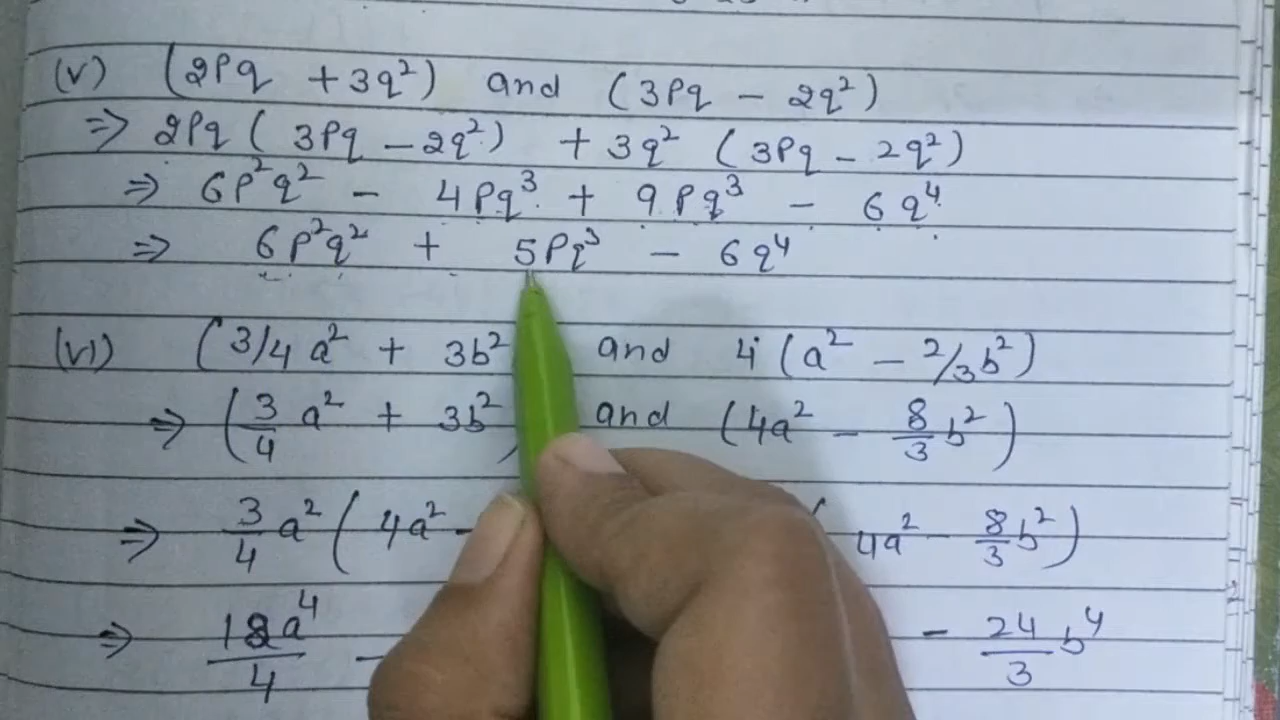 (v) (2Pq + 3q²) and (3Pq - 2q²)
⇒ 2Pq ( 3Pq - 2q²) + 3q² (3Pq - 2q²)
⇒ 6P²q² - 4Pq³ + 9Pq³ - 6q⁴
⇒ 6P²q² + 5Pq³ - 6q⁴
(vi) (3/4 a² + 3b² and 4(a² - 2/3 b²)
⇒ (3/4 a² + 3b² ) and (4a² - 8/3 b²)
⇒ 3/4 a² ( 4a² - ( 4a² - 8/3 b²)
⇒ 12a⁴/4 - - 24/3 b⁴